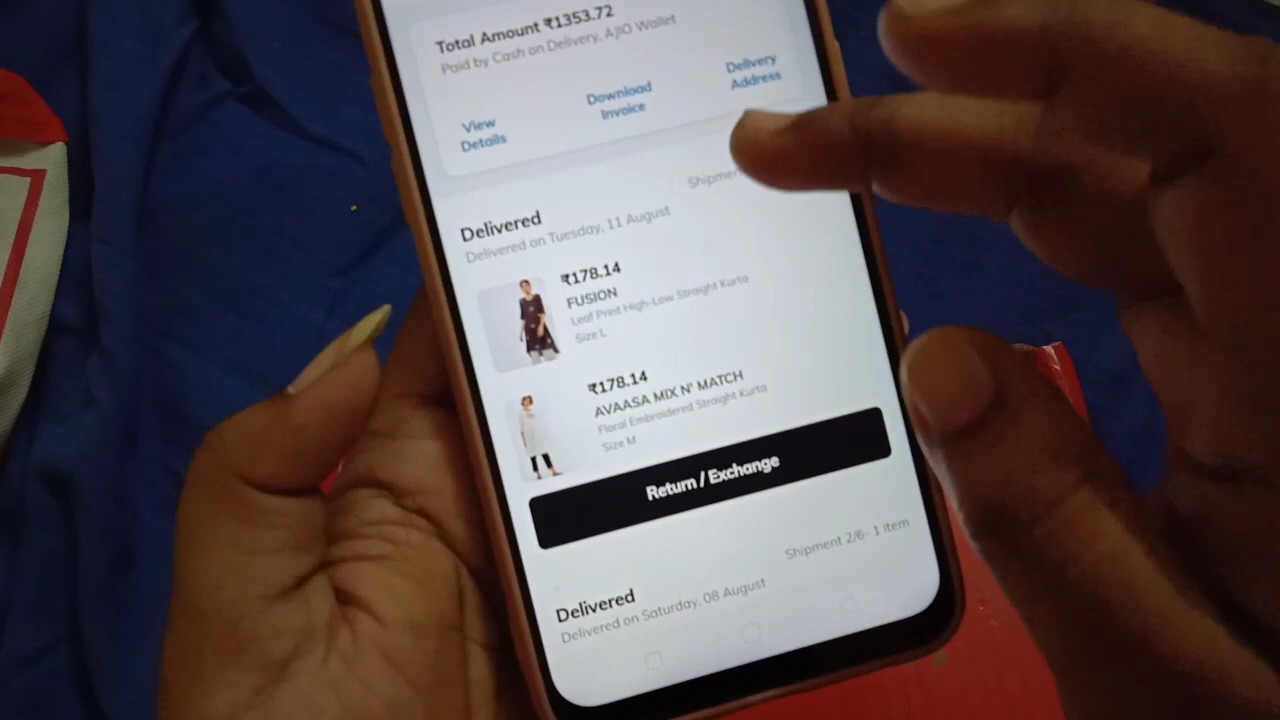 Total Amount ₹1353.72
Paid by Cash on Delivery, AJIO Wallet
View
Details
Download
Invoice
Delivery
Address
Shipment
Delivered
Delivered on Tuesday, 11 August
₹178.14
FUSION
Leaf Print High-Low Straight Kurta
Size L
₹178.14
AVAASA MIX N' MATCH
Floral Embroidered Straight Kurta
Size M
Return / Exchange
Shipment 2/6- 1 item
Delivered
Delivered on Saturday, 08 August